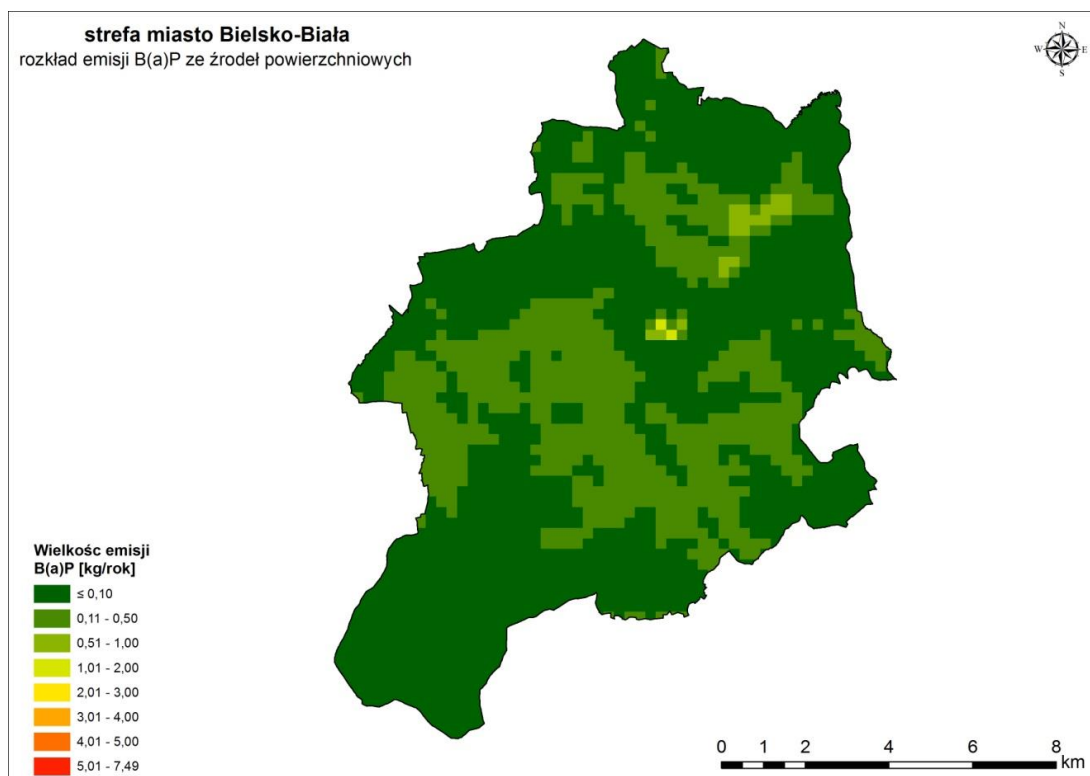 strefa miasto Bielsko-Biała
rozkład emisji B(a)P ze źrodeł powierzchniowych
N
W E
S
Wielkośc emisji
B(a)P [kg/rok]
≤ 0,10
0,11 - 0,50
0,51 - 1,00
1,01 - 2,00
2,01 - 3,00
3,01 - 4,00
4,01 - 5,00
5,01 - 7,49
0 1 2 4 6 8
km